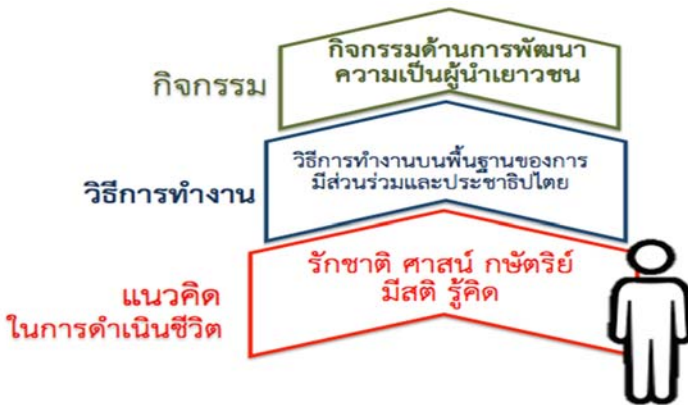 กิจกรรมด้านการพัฒนา
ความเป็นผู้นำเยาวชน
กิจกรรม
วิธีการทำงานบนพื้นฐานของการ
มีส่วนร่วมและประชาธิปไตย
วิธีการทำงาน
รักชาติ ศาสน์ กษัตริย์
มีสติ รู้คิด
แนวคิด
ในการดำเนินชีวิต